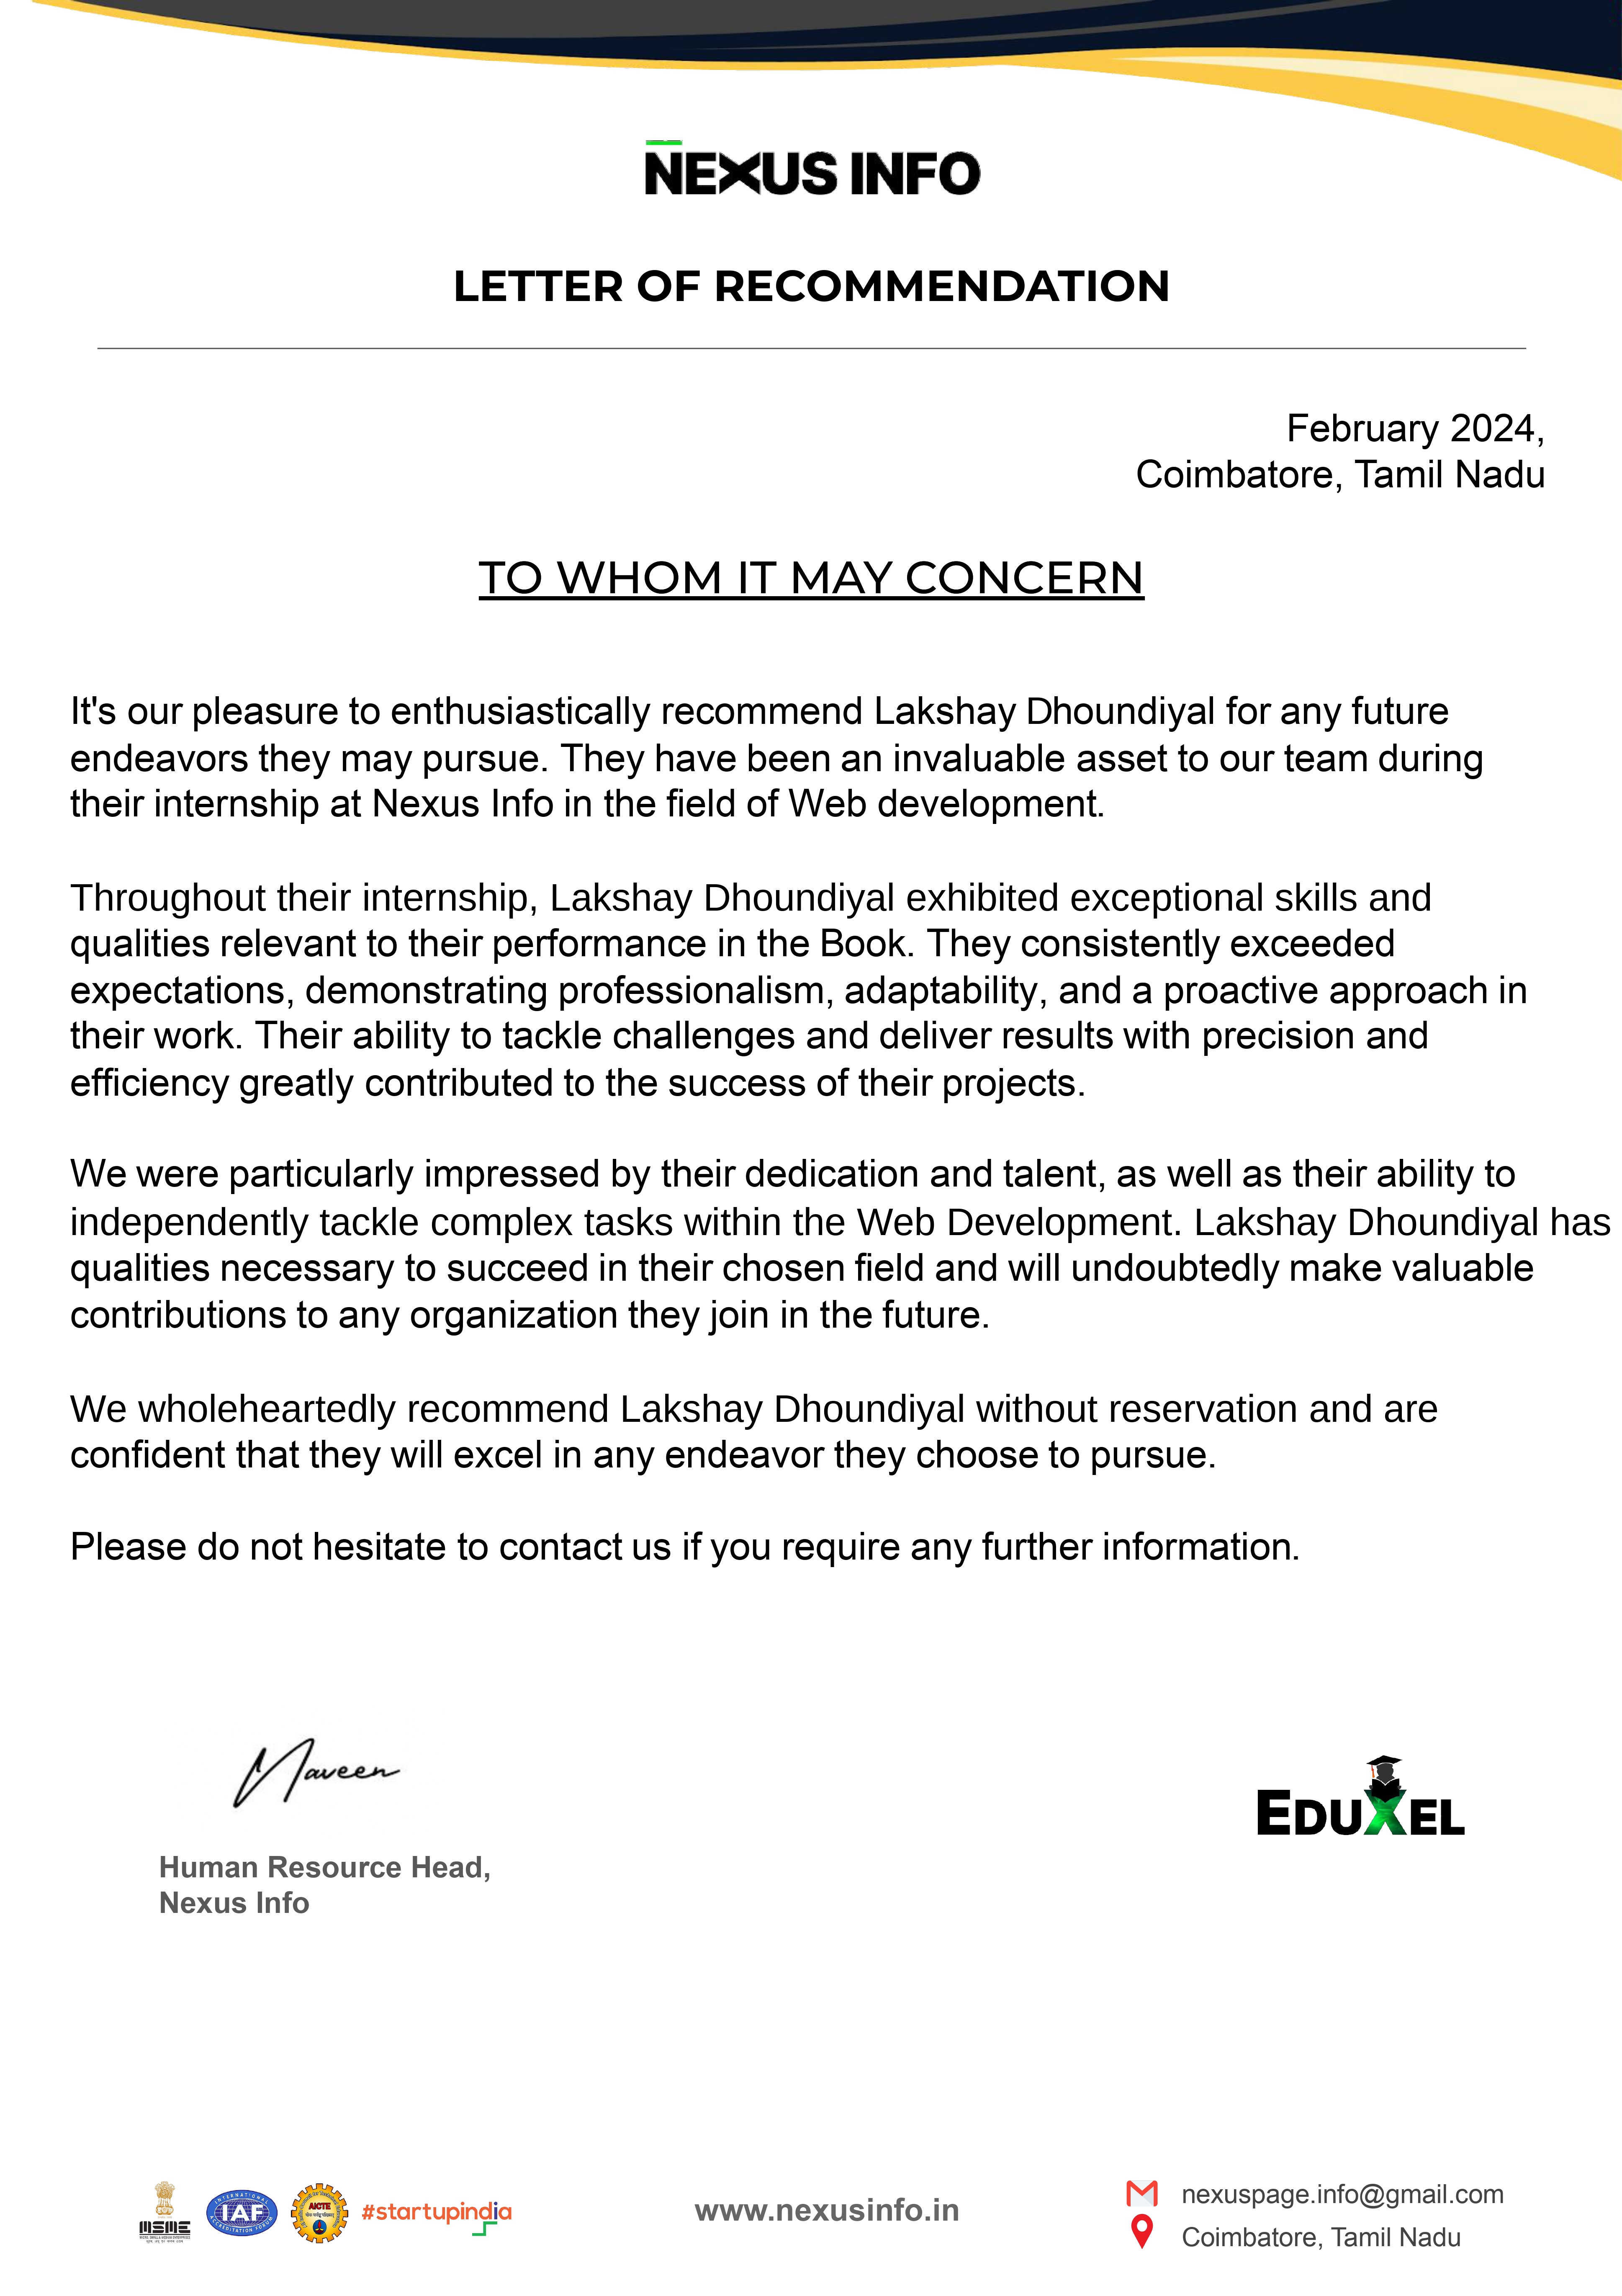 NEXUS INFO
LETTER OF RECOMMENDATION
February 2024,
Coimbatore, Tamil Nadu
TO WHOM IT MAY CONCERN
It's our pleasure to enthusiastically recommend Lakshay Dhoundiyal for any future
endeavors they may pursue. They have been an invaluable asset to our team during
their internship at Nexus Info in the field of Web development.
Throughout their internship, Lakshay Dhoundiyal exhibited exceptional skills and
qualities relevant to their performance in the Book. They consistently exceeded
expectations, demonstrating professionalism, adaptability, and a proactive approach in
their work. Their ability to tackle challenges and deliver results with precision and
efficiency greatly contributed to the success of their projects.
We were particularly impressed by their dedication and talent, as well as their ability to
independently tackle complex tasks within the Web Development. Lakshay Dhoundiyal has
qualities necessary to succeed in their chosen field and will undoubtedly make valuable
contributions to any organization they join in the future.
We wholeheartedly recommend Lakshay Dhoundiyal without reservation and are
confident that they will excel in any endeavor they choose to pursue.
Please do not hesitate to contact us if you require any further information.
Naveen
EDUXEL
Human Resource Head,
Nexus Info
MSME
INTERNATIONAL
IAF
ACCREDITATION FORUM
AICTE
#startupindia
www.nexusinfo.in
nexuspage.info@gmail.com
Coimbatore, Tamil Nadu